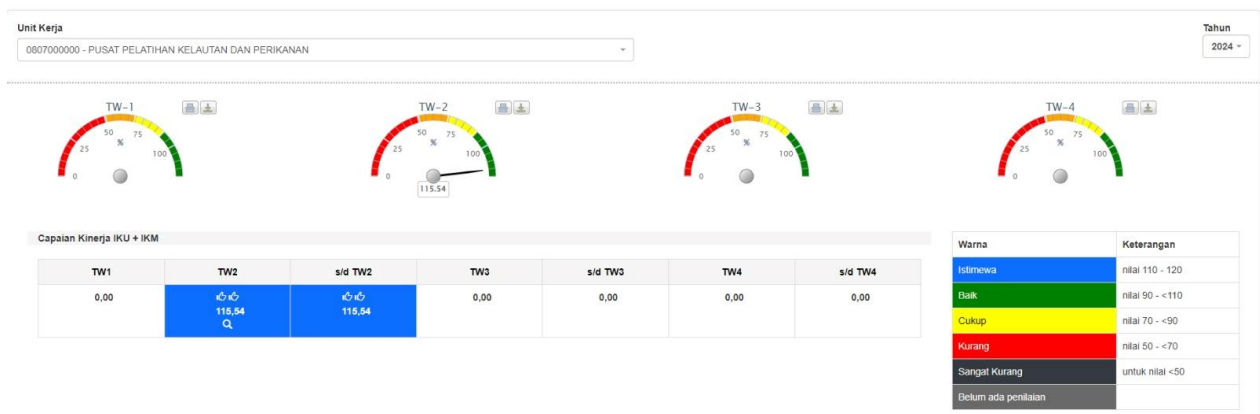 Unit Kerja
Tahun
0807000000 - PUSAT PELATIHAN KELAUTAN DAN PERIKANAN
2024
TW-1
0
25
50
75
100
%
TW-2
0
25
50
75
100
%
115.54
TW-3
0
25
50
75
100
%
TW-4
0
25
50
75
100
%
Capaian Kinerja IKU + IKM
TW1 TW2 s/d TW2 TW3 s/d TW3 TW4 s/d TW4
0,00 115,54 115,54 0,00 0,00 0,00 0,00
Warna Keterangan
Istimewa nilai 110 - 120
Baik nilai 90 - <110
Cukup nilai 70 - <90
Kurang nilai 50 - <70
Sangat Kurang untuk nilai <50
Belum ada penilaian